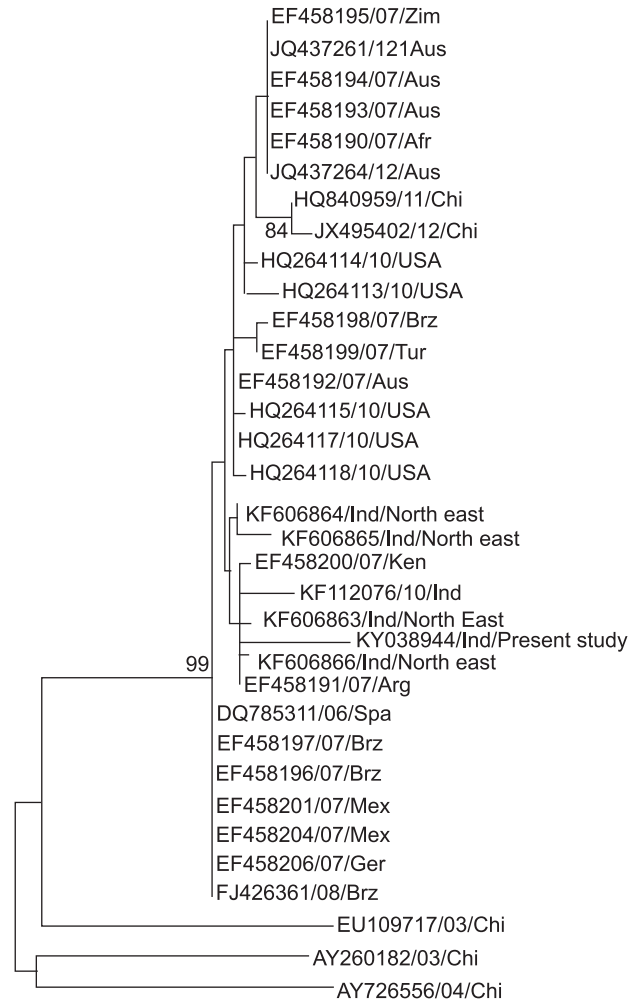 EF458195/07/Zim
JQ437261/121Aus
EF458194/07/Aus
EF458193/07/Aus
EF458190/07/Afr
JQ437264/12/Aus
HQ840959/11/Chi
84
JX495402/12/Chi
HQ264114/10/USA
HQ264113/10/USA
EF458198/07/Brz
EF458199/07/Tur
EF458192/07/Aus
HQ264115/10/USA
HQ264117/10/USA
HQ264118/10/USA
KF606864/Ind/North east
KF606865/Ind/North east
EF458200/07/Ken
KF112076/10/Ind
KF606863/Ind/North East
KY038944/Ind/Present study
KF606866/Ind/North east
99
EF458191/07/Arg
DQ785311/06/Spa
EF458197/07/Brz
EF458196/07/Brz
EF458201/07/Mex
EF458204/07/Mex
EF458206/07/Ger
FJ426361/08/Brz
EU109717/03/Chi
AY260182/03/Chi
AY726556/04/Chi